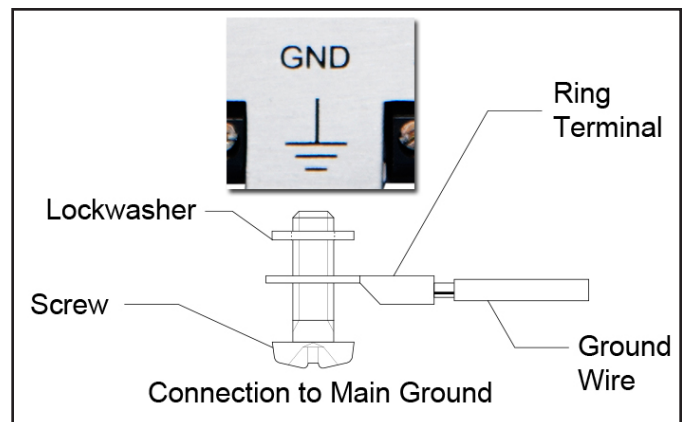 GND
Ring
Terminal
Lockwasher
Screw
Ground
Wire
Connection to Main Ground